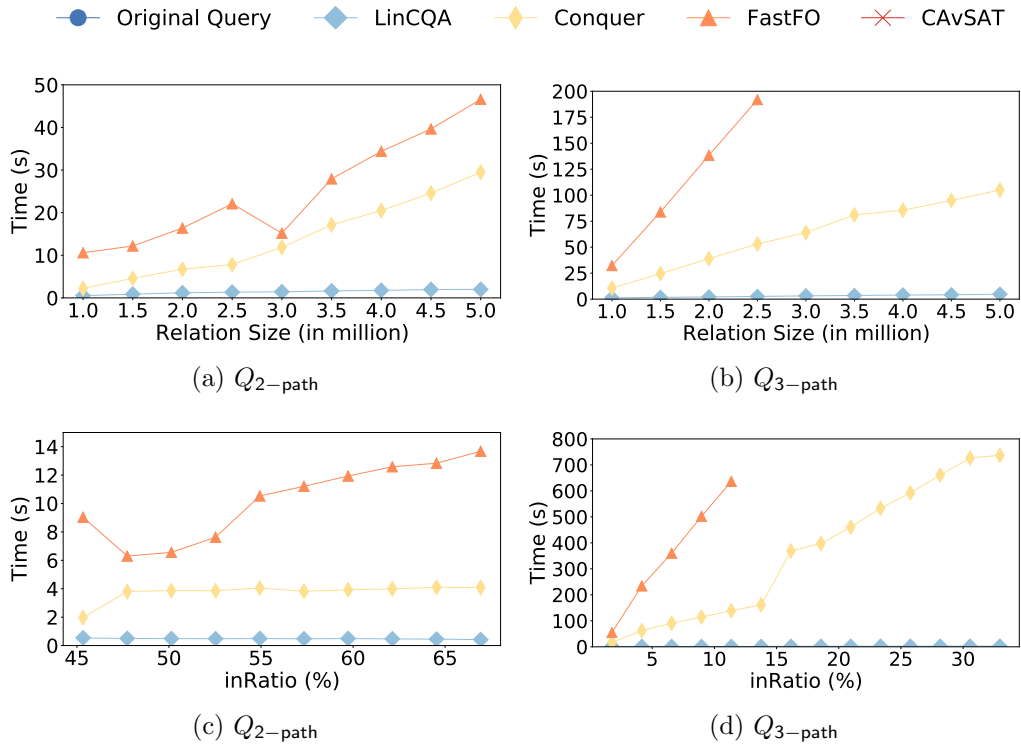 Original Query LinCQA Conquer FastFO CAvSAT
50
40
30
20
10
0
Time (s)
1.0 1.5 2.0 2.5 3.0 3.5 4.0 4.5 5.0
Relation Size (in million)
(a) Q2−path
200
175
150
125
100
75
50
25
0
Time (s)
1.0 1.5 2.0 2.5 3.0 3.5 4.0 4.5 5.0
Relation Size (in million)
(b) Q3−path
14
12
10
8
6
4
2
0
Time (s)
45 50 55 60 65
inRatio (%)
(c) Q2−path
800
700
600
500
400
300
200
100
0
Time (s)
5 10 15 20 25 30
inRatio (%)
(d) Q3−path